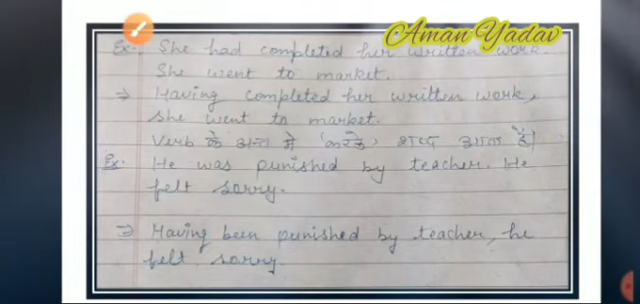 Aman Yadav
Ex:- She had completed her written work.
She went to market.
⇒ Having completed her written work,
she went to market.
Verb के अन्त मे 'करके' शब्द आता है।
Ex:- He was punished by teacher. He
felt sorry.
⇒ Having been punished by teacher, he
felt sorry.